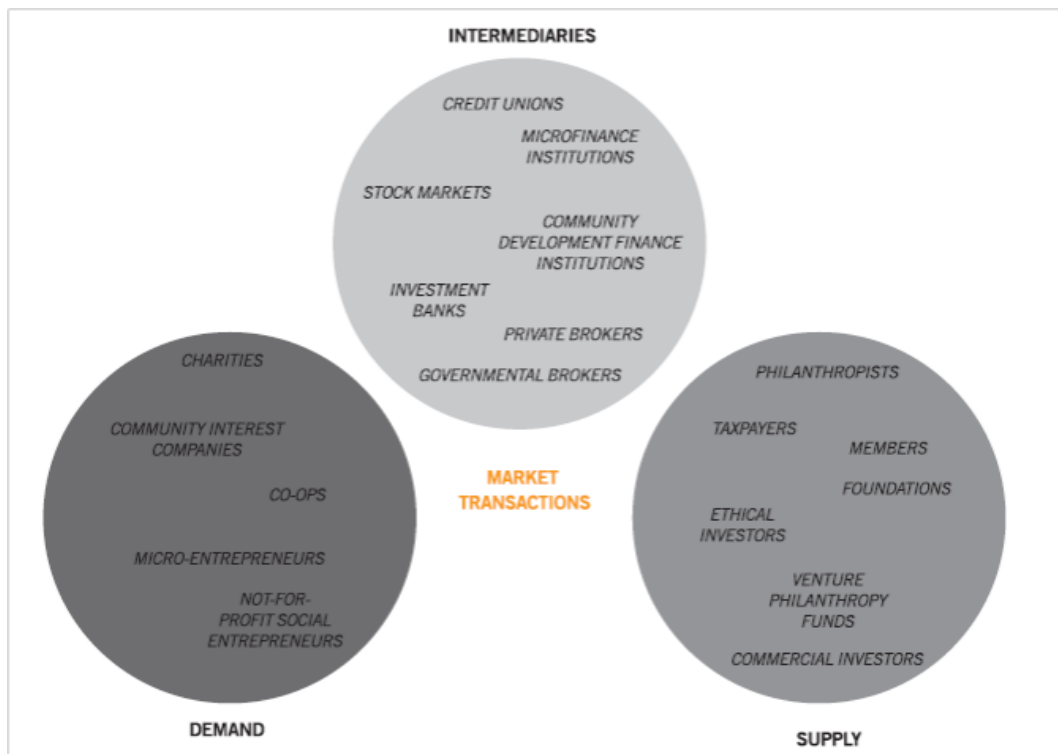 INTERMEDIARIES
CREDIT UNIONS
MICROFINANCE
INSTITUTIONS
STOCK MARKETS
COMMUNITY
DEVELOPMENT FINANCE
INSTITUTIONS
INVESTMENT
BANKS
PRIVATE BROKERS
GOVERNMENTAL BROKERS
CHARITIES
COMMUNITY INTEREST
COMPANIES
CO-OPS
MICRO-ENTREPRENEURS
NOT-FOR-
PROFIT SOCIAL
ENTREPRENEURS
DEMAND
MARKET
TRANSACTIONS
PHILANTHROPISTS
TAXPAYERS
MEMBERS
FOUNDATIONS
ETHICAL
INVESTORS
VENTURE
PHILANTHROPY
FUNDS
COMMERCIAL INVESTORS
SUPPLY